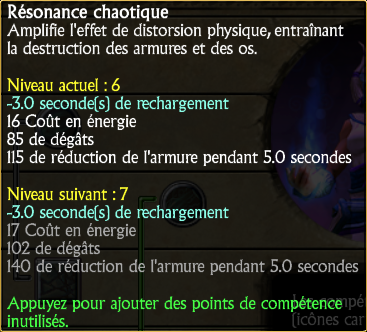 Résonance chaotique
Amplifie l'effet de distorsion physique, entraînant
la destruction des armures et des os.
Niveau actuel : 6
-3.0 seconde(s) de rechargement
16 Coût en énergie
85 de dégâts
115 de réduction de l'armure pendant 5.0 secondes
Niveau suivant : 7
-3.0 seconde(s) de rechargement
17 Coût en énergie
102 de dégâts
140 de réduction de l'armure pendant 5.0 secondes
Appuyez pour ajouter des points de compétence
inutilisés.